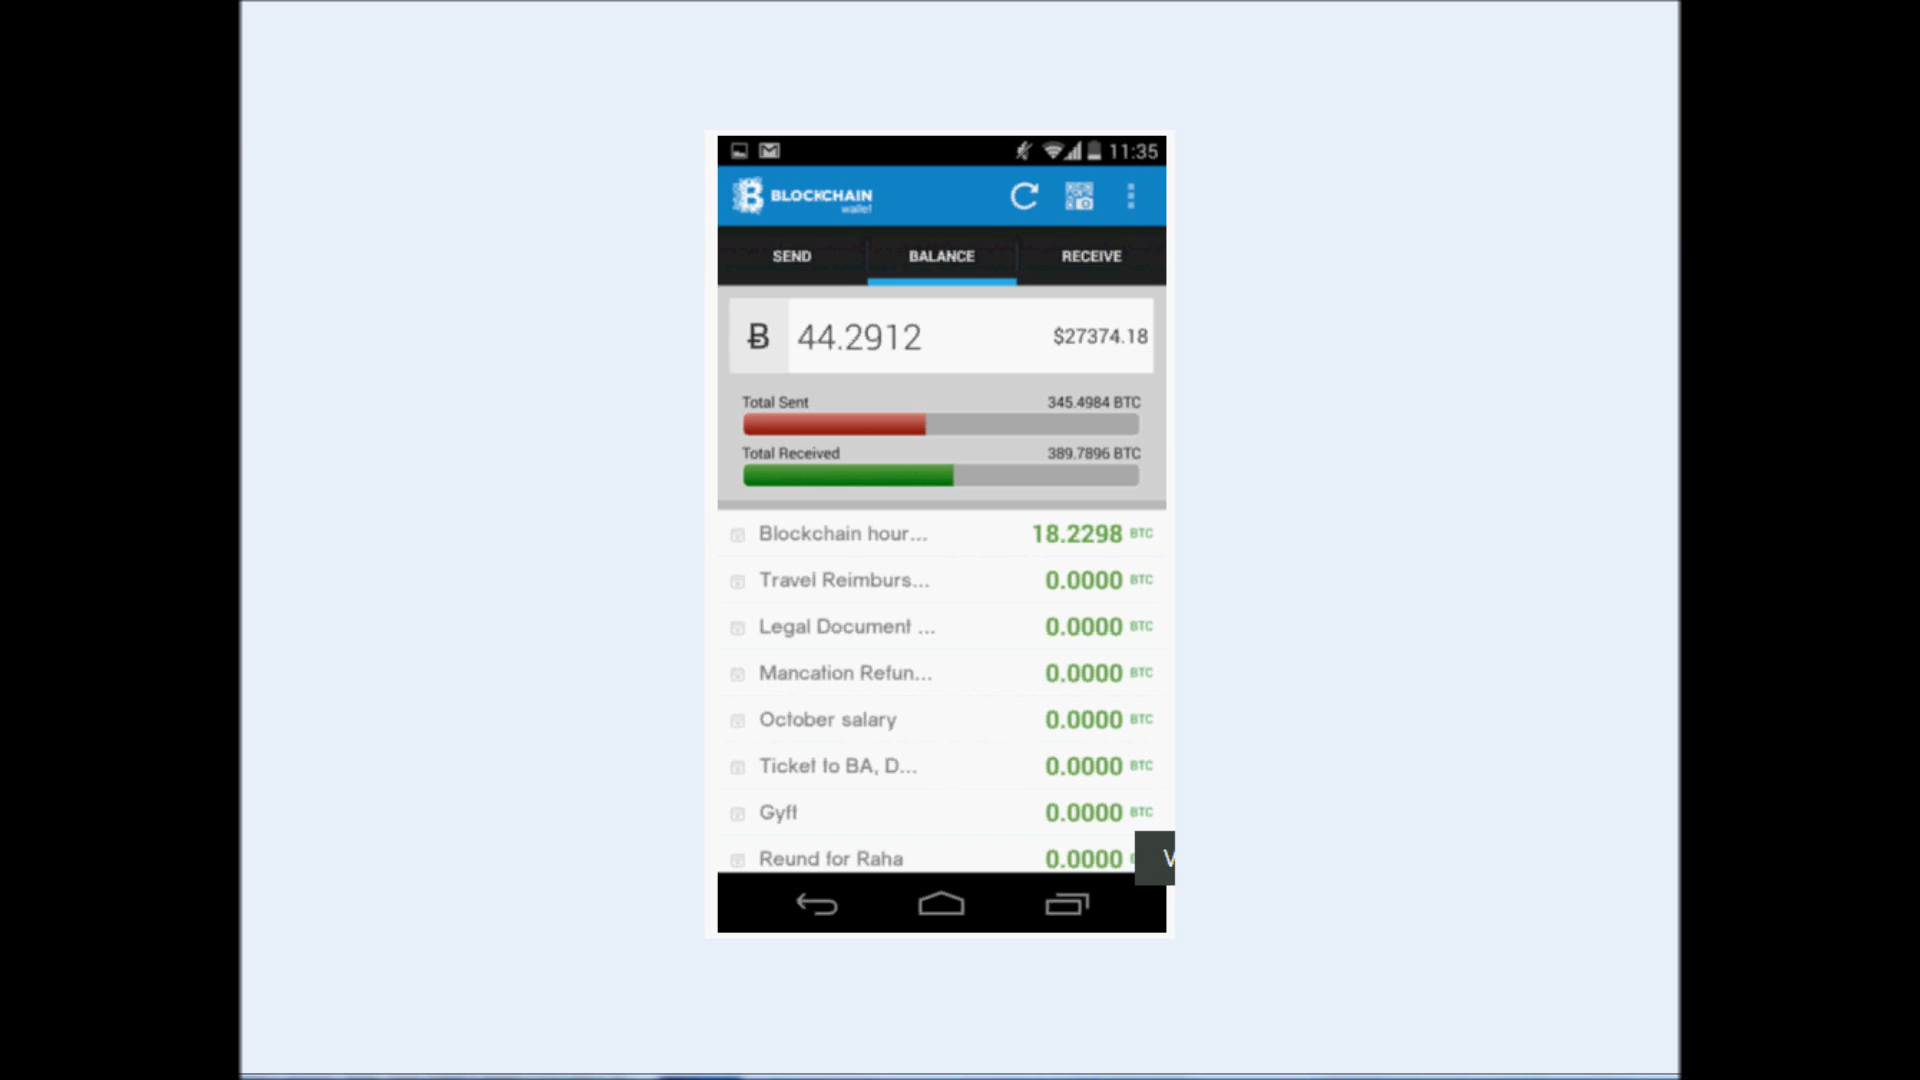 11:35
BLOCKCHAIN
wallet
SEND BALANCE RECEIVE
Ƀ 44.2912 $27374.18
Total Sent 345.4984 BTC
Total Received 389.7896 BTC
Blockchain hour... 18.2298 BTC
Travel Reimburs... 0.0000 BTC
Legal Document ... 0.0000 BTC
Mancation Refun... 0.0000 BTC
October salary 0.0000 BTC
Ticket to BA, D... 0.0000 BTC
Gyft 0.0000 BTC
Reund for Raha 0.0000